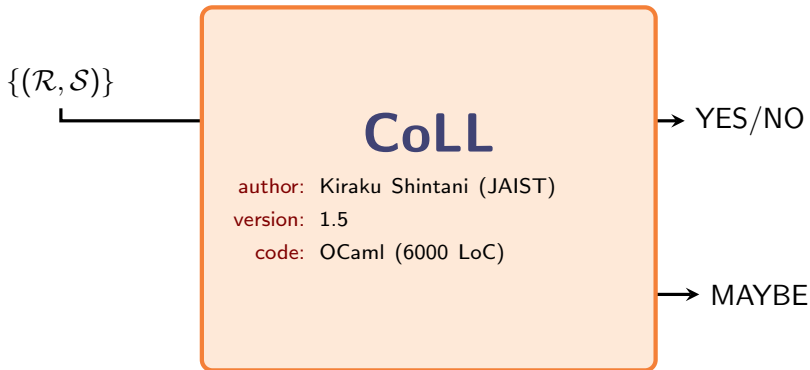 {(ℛ, 𝒮)}
CoLL
YES/NO
author: Kiraku Shintani (JAIST)
version: 1.5
code: OCaml (6000 LoC)
MAYBE